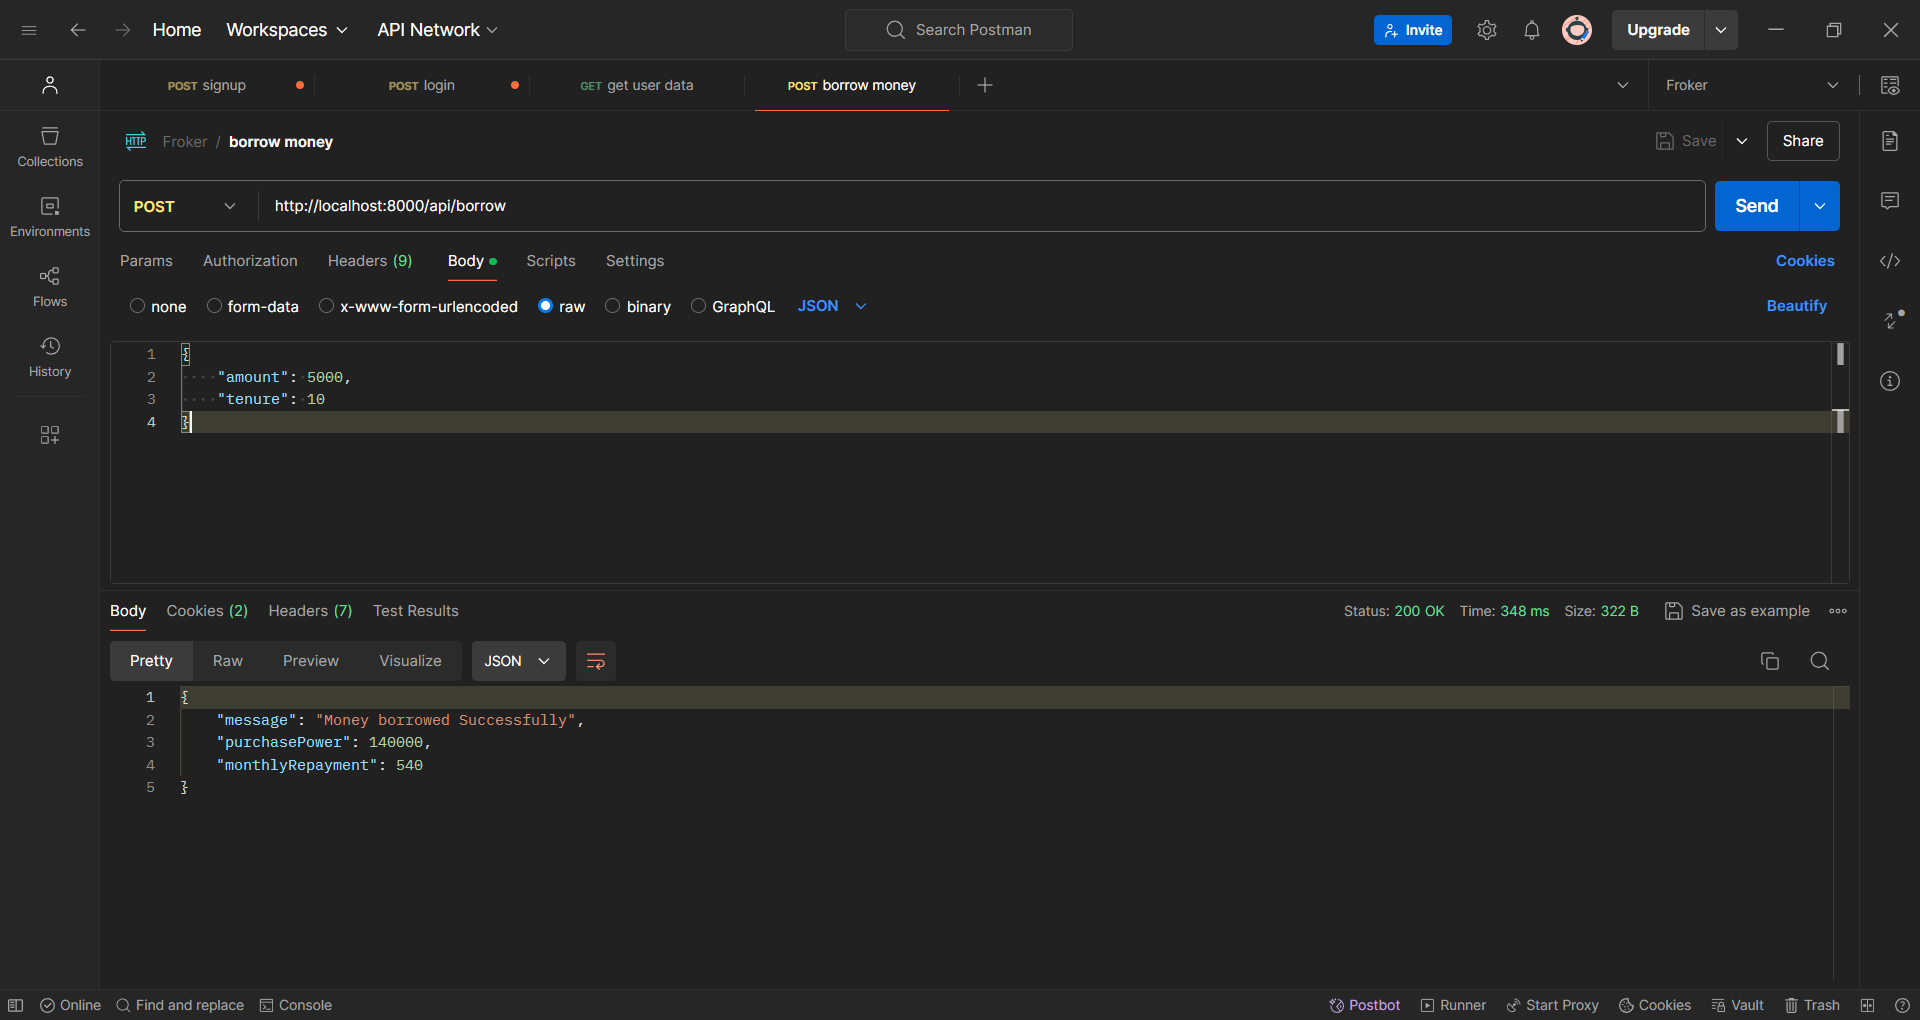 Home Workspaces API Network Search Postman Invite Upgrade
POST signup POST login GET get user data POST borrow money Froker
Collections
Environments
Flows
History
HTTP Froker / borrow money Save Share
POST http://localhost:8000/api/borrow Send
Params Authorization Headers (9) Body Scripts Settings Cookies
none form-data x-www-form-urlencoded raw binary GraphQL JSON Beautify
1 {
2 "amount": 5000,
3 "tenure": 10
4 }
Body Cookies (2) Headers (7) Test Results Status: 200 OK Time: 348 ms Size: 322 B Save as example
Pretty Raw Preview Visualize JSON
1 {
2 "message": "Money borrowed Successfully",
3 "purchasePower": 140000,
4 "monthlyRepayment": 540
5 }
Online Find and replace Console Postbot Runner Start Proxy Cookies Vault Trash